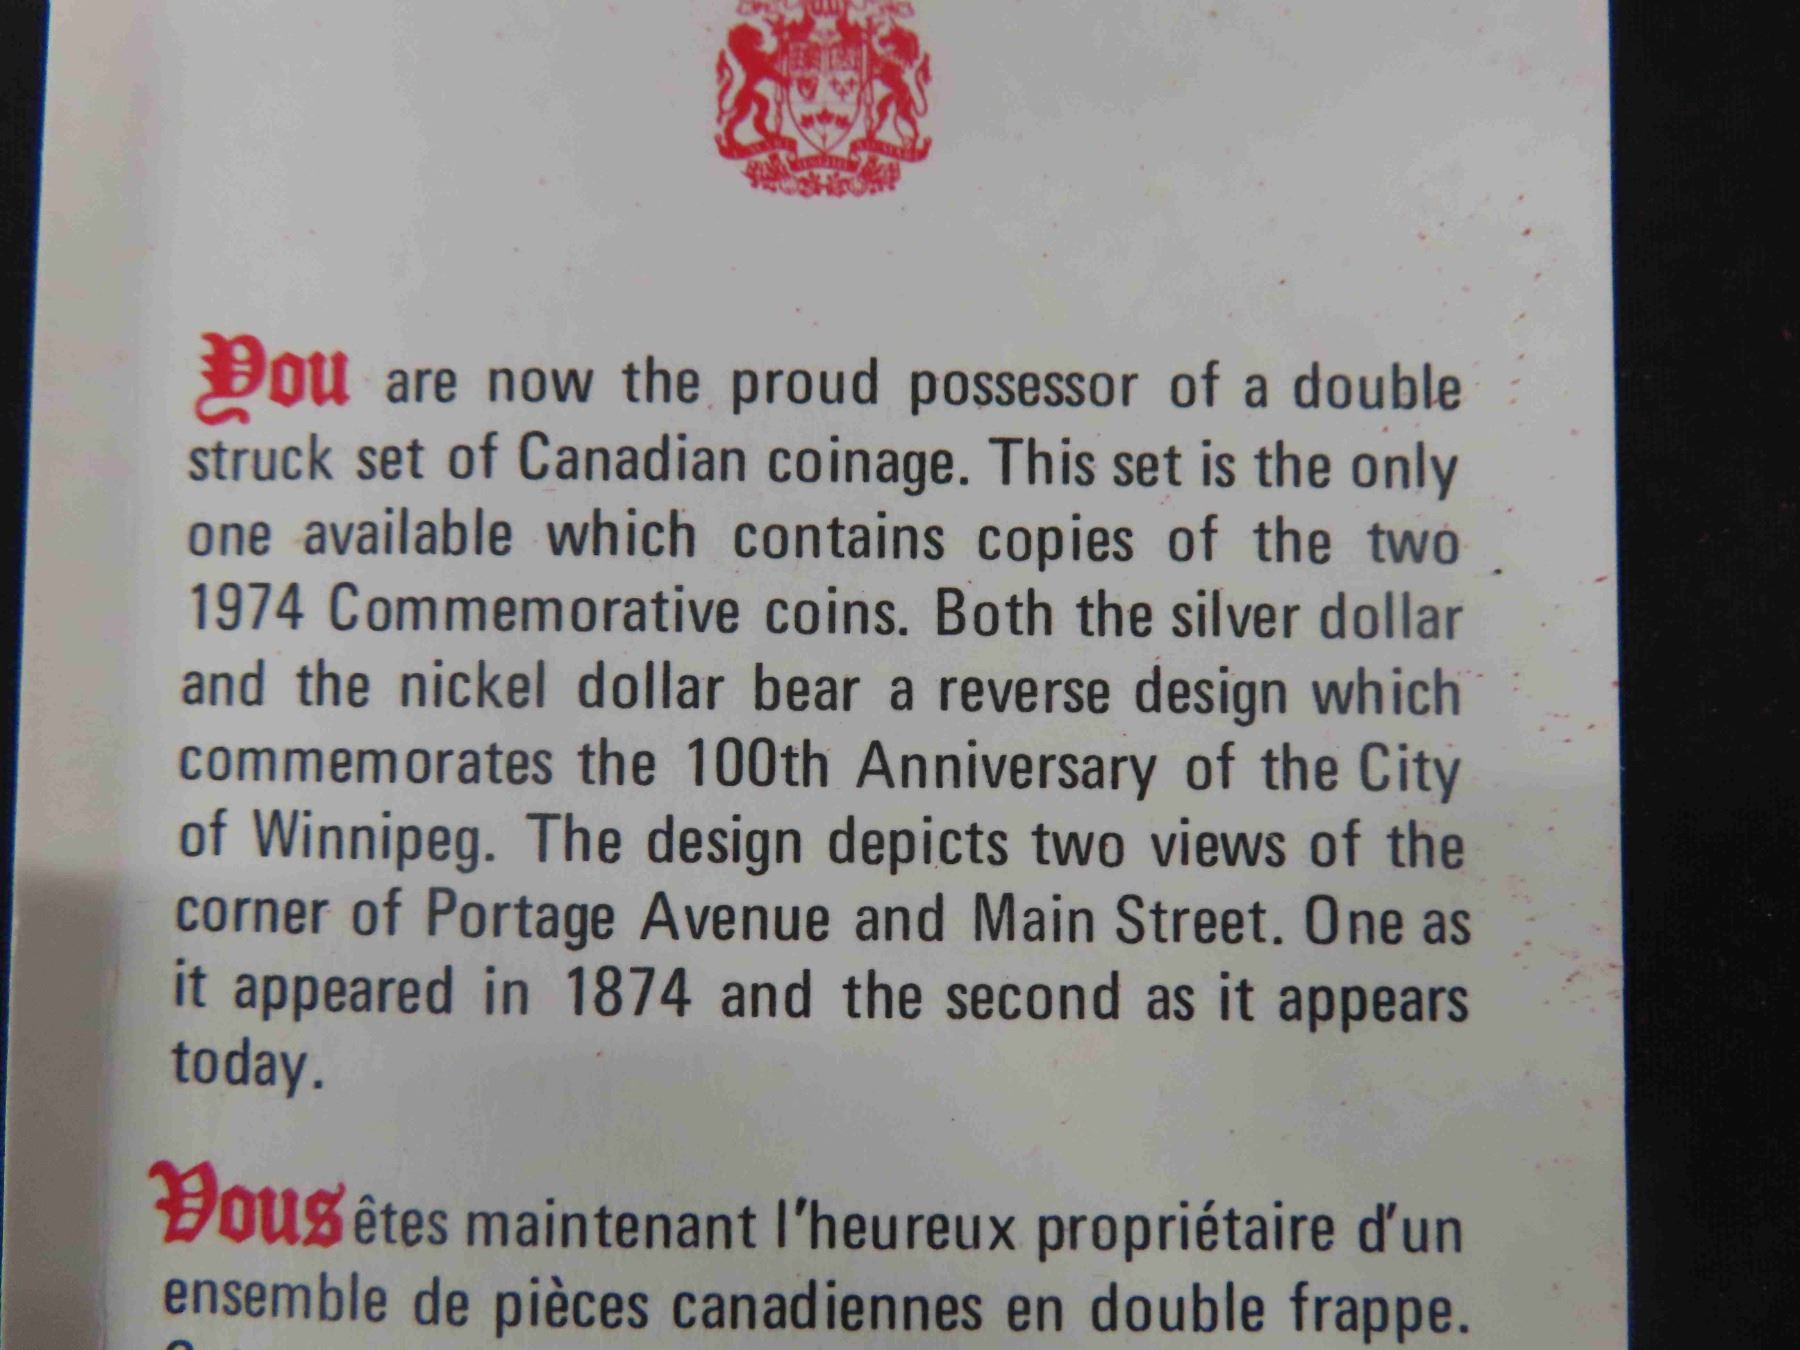 You are now the proud possessor of a double
struck set of Canadian coinage. This set is the only
one available which contains copies of the two
1974 Commemorative coins. Both the silver dollar
and the nickel dollar bear a reverse design which
commemorates the 100th Anniversary of the City
of Winnipeg. The design depicts two views of the
corner of Portage Avenue and Main Street. One as
it appeared in 1874 and the second as it appears
today.
Vous êtes maintenant l'heureux propriétaire d'un
ensemble de pièces canadiennes en double frappe.